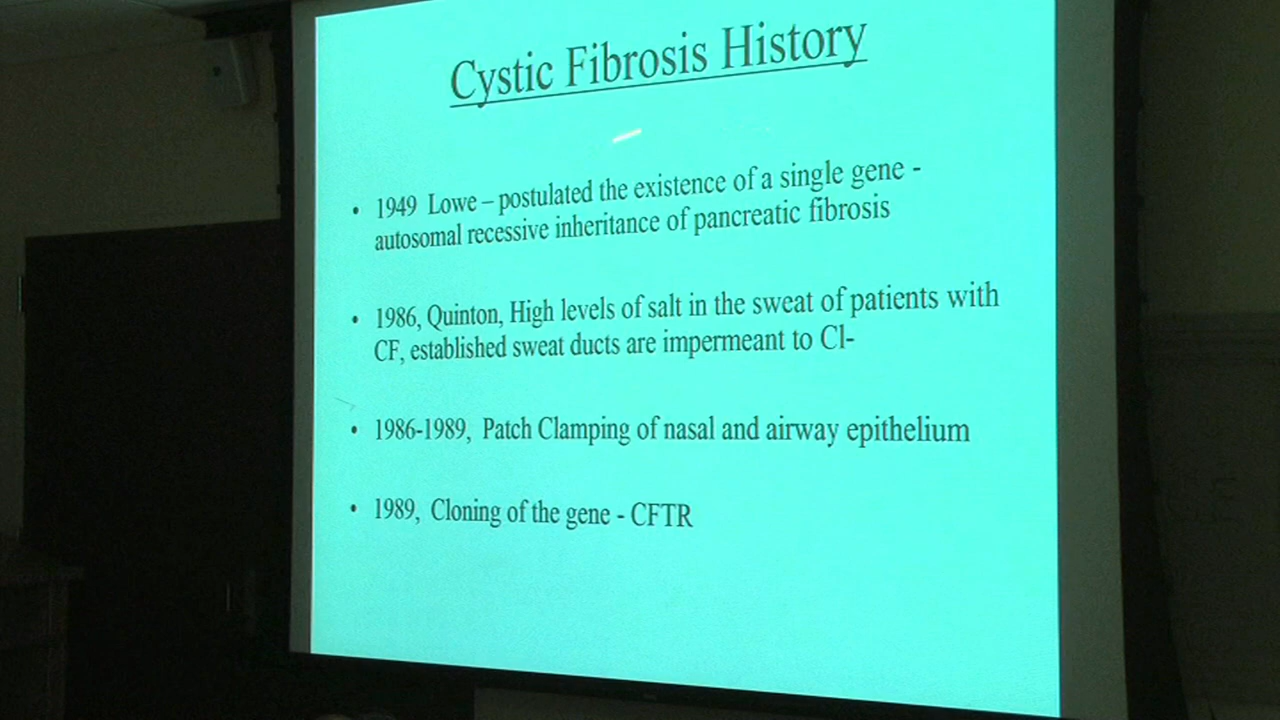 Cystic Fibrosis History
• 1949 Lowe – postulated the existence of a single gene -
autosomal recessive inheritance of pancreatic fibrosis
• 1986, Quinton, High levels of salt in the sweat of patients with
CF, established sweat ducts are impermeant to Cl-
• 1986-1989, Patch Clamping of nasal and airway epithelium
• 1989, Cloning of the gene - CFTR